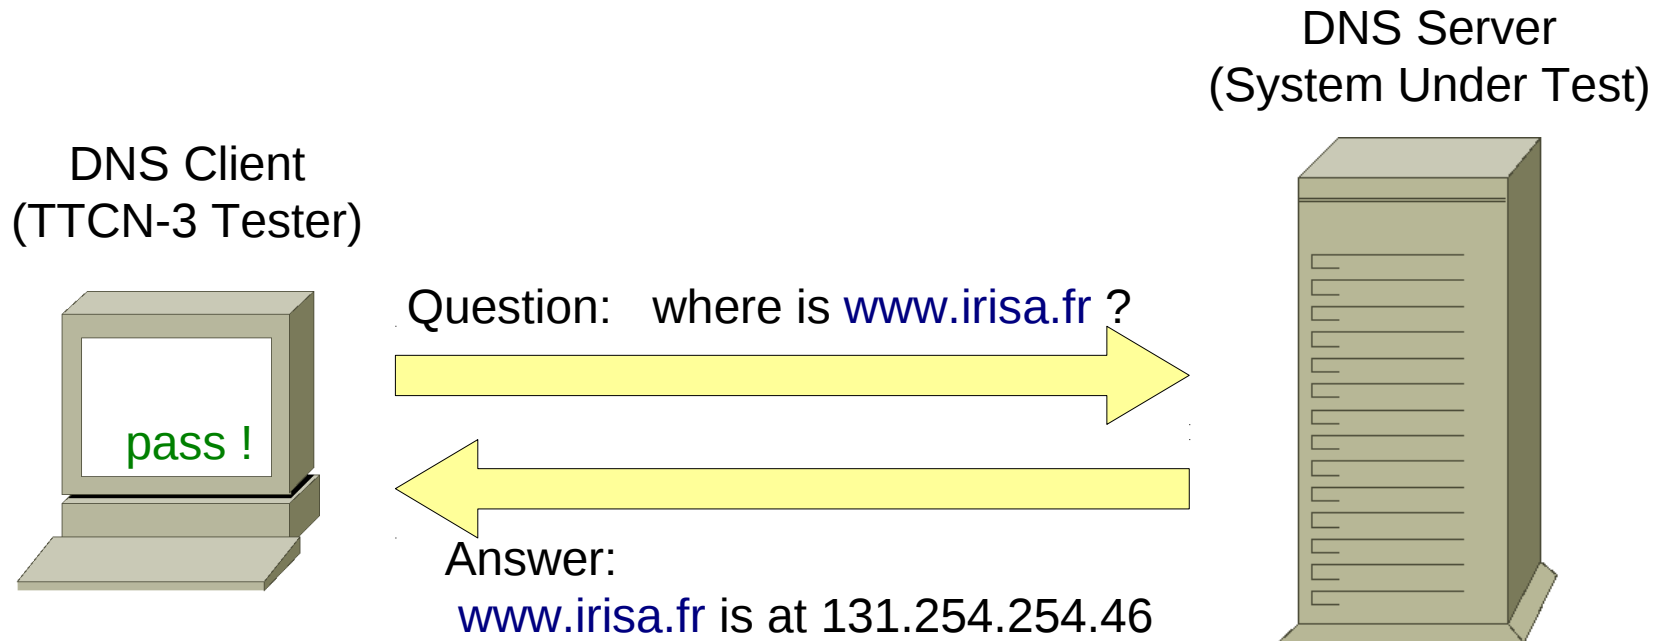 DNS Server
(System Under Test)
DNS Client
(TTCN-3 Tester)
Question: where is www.irisa.fr ?
pass !
Answer:
www.irisa.fr is at 131.254.254.46